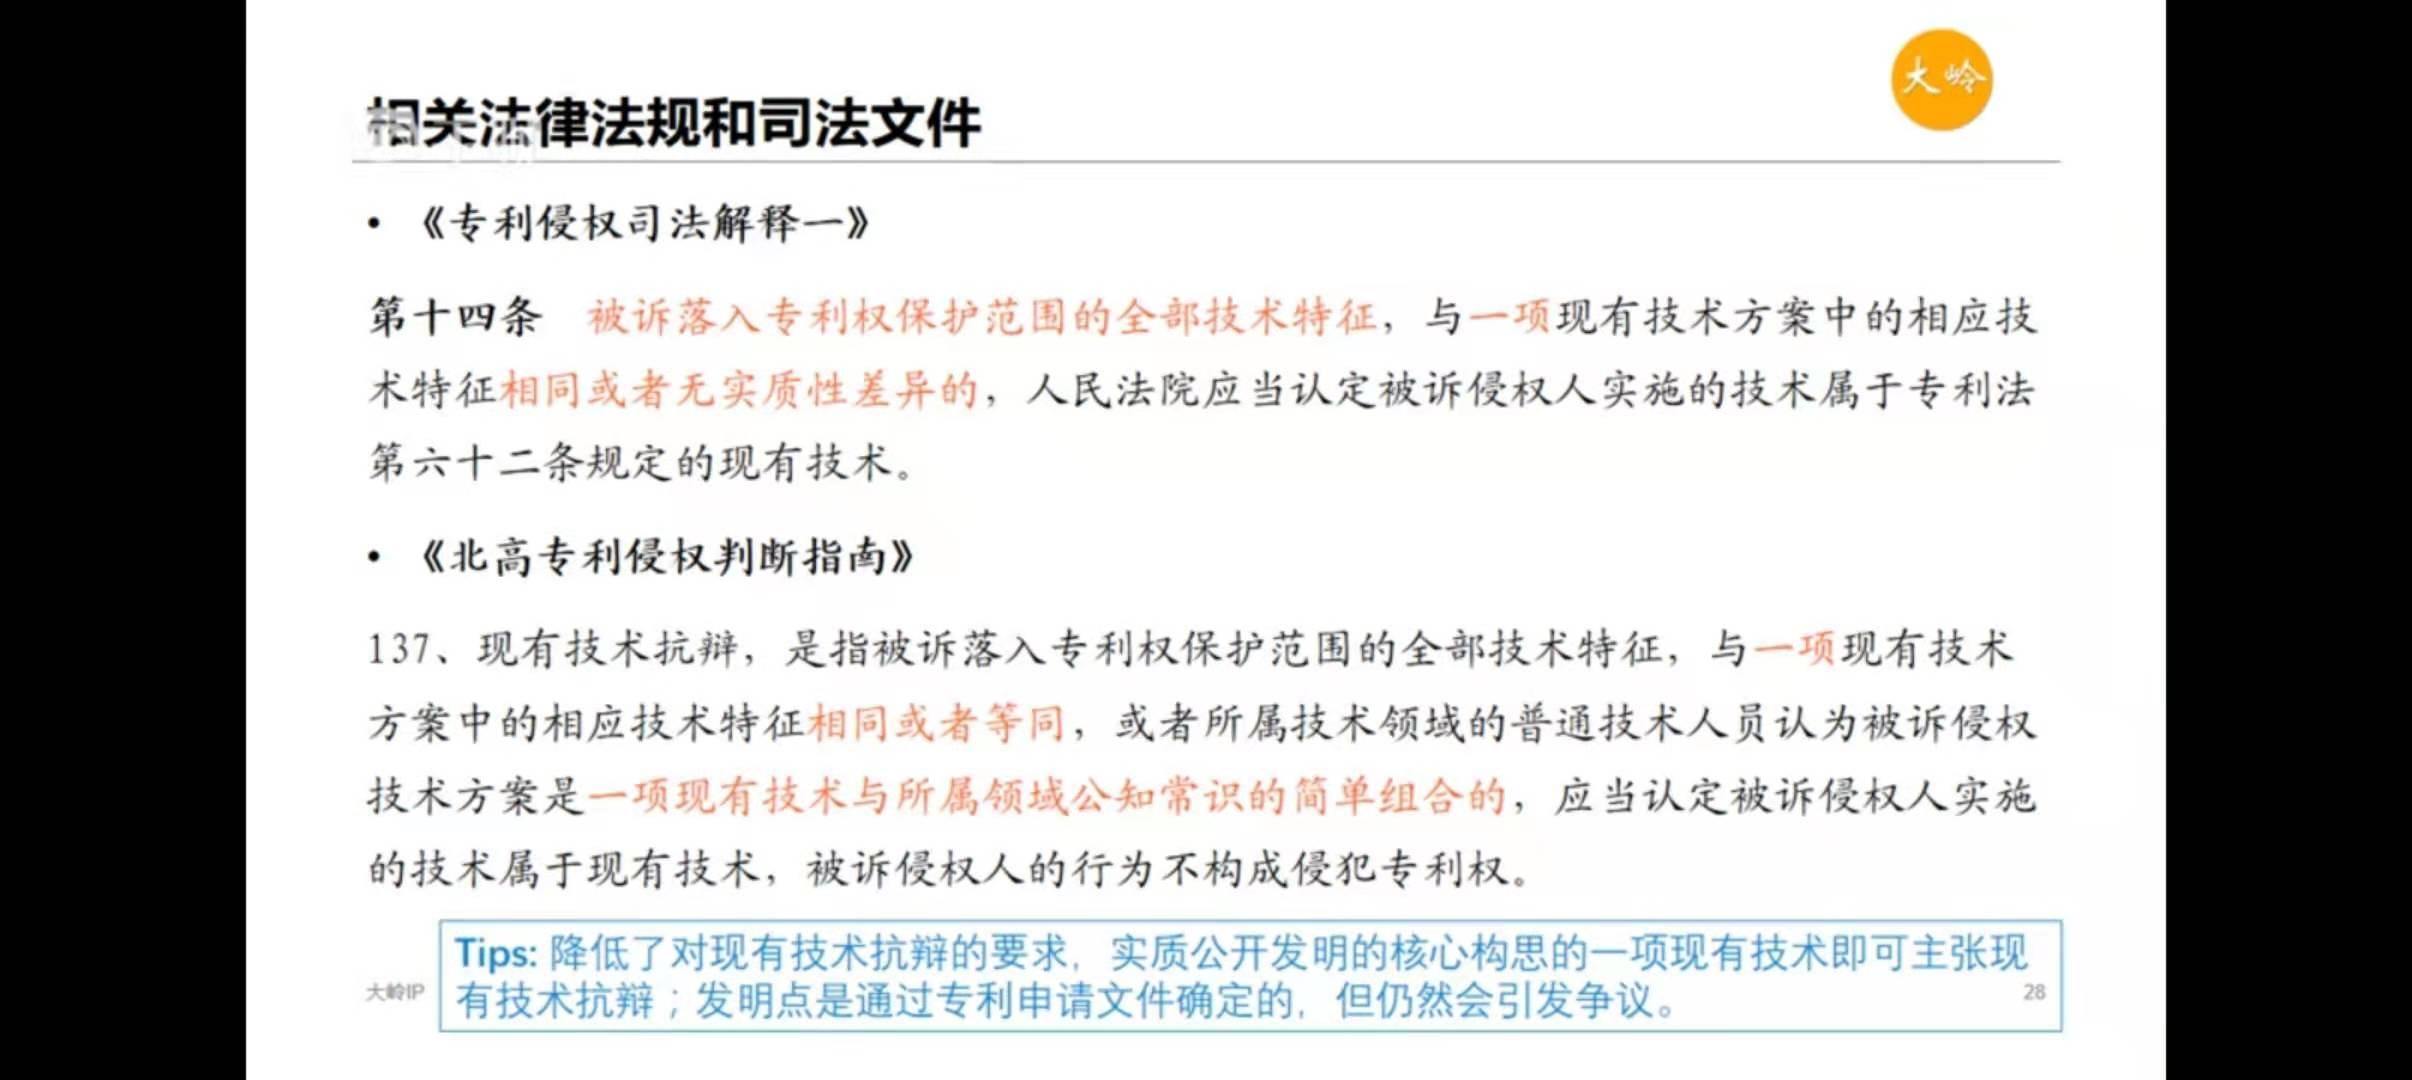 大岭
相关法律法规和司法文件
• 《专利侵权司法解释一》
第十四条 被诉落入专利权保护范围的全部技术特征，与一项现有技术方案中的相应技
术特征相同或者无实质性差异的，人民法院应当认定被诉侵权人实施的技术属于专利法
第六十二条规定的现有技术。
• 《北高专利侵权判断指南》
137、现有技术抗辩，是指被诉落入专利权保护范围的全部技术特征，与一项现有技术
方案中的相应技术特征相同或者等同，或者所属技术领域的普通技术人员认为被诉侵权
技术方案是一项现有技术与所属领域公知常识的简单组合的，应当认定被诉侵权人实施
的技术属于现有技术，被诉侵权人的行为不构成侵犯专利权。
Tips: 降低了对现有技术抗辩的要求，实质公开发明的核心构思的一项现有技术即可主张现
有技术抗辩；发明点是通过专利申请文件确定的，但仍然会引发争议。
大岭IP
28